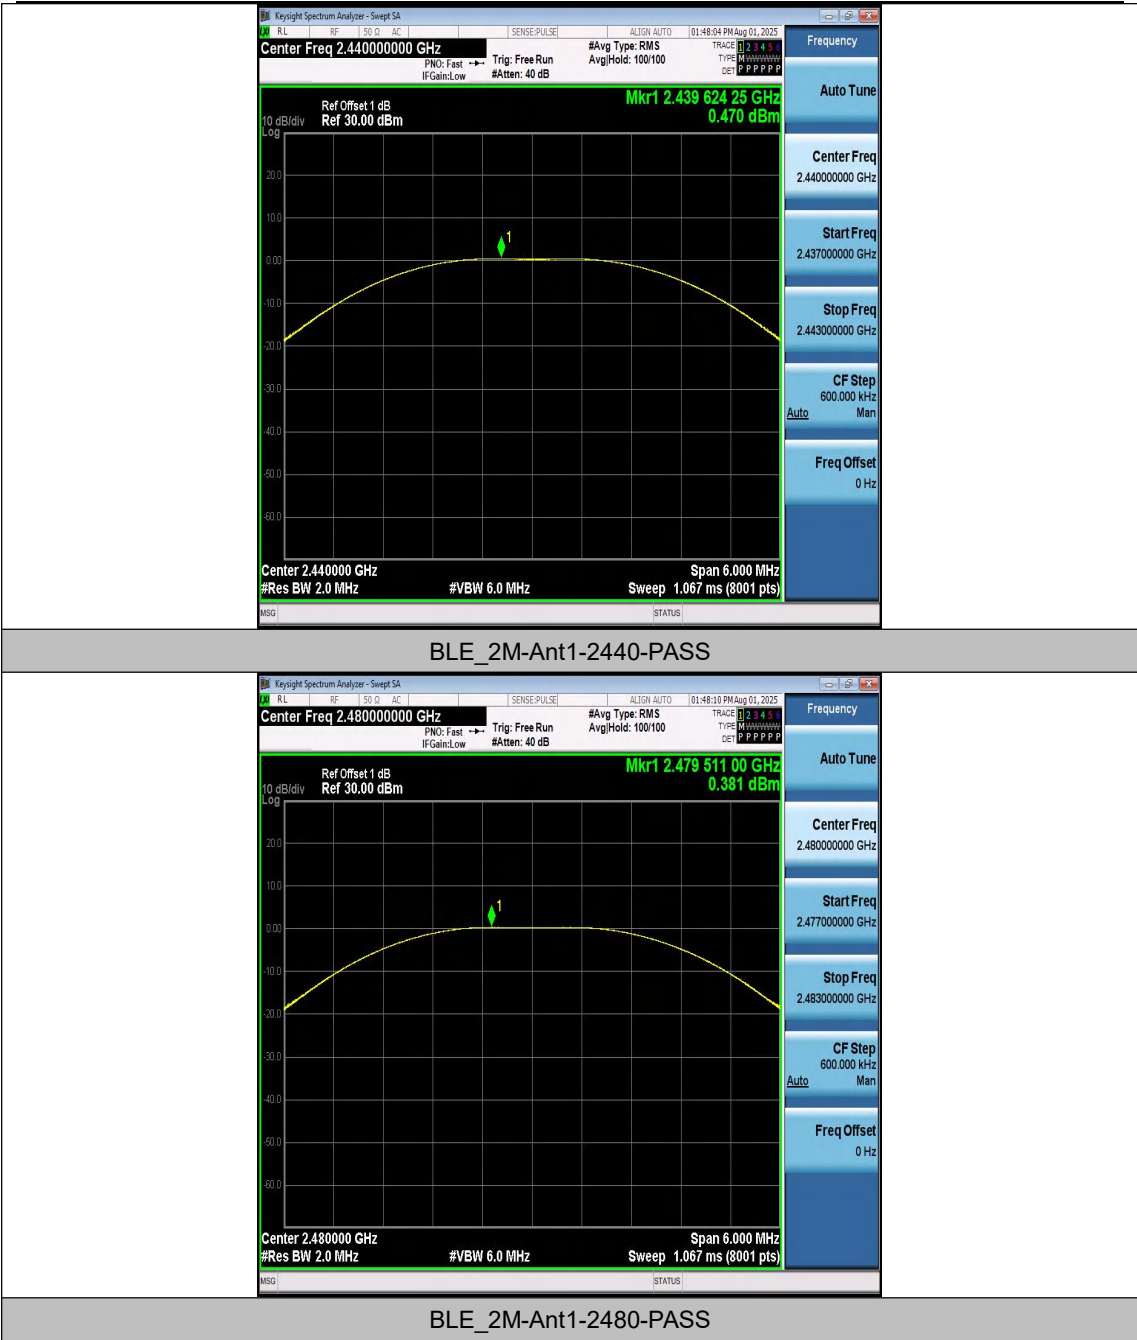 Keysight Spectrum Analyzer - Swept SA
RL RF 50 Ω AC SENSE:PULSE ALIGN AUTO 01:48:04 PM Aug 01, 2025
Center Freq 2.440000000 GHz
PNO: Fast
IFGain:Low
Trig: Free Run
#Atten: 40 dB
#Avg Type: RMS
Avg|Hold: 100/100
TRACE 1 2 3 4 5 6
TYPE M WWWWW
DET P P P P P P
Mkr1 2.439 624 25 GHz
0.470 dBm
Ref Offset 1 dB
10 dB/div Ref 30.00 dBm
Log
20.0
10.0
1
0.00
-10.0
-20.0
-30.0
-40.0
-50.0
-60.0
Center 2.440000 GHz Span 6.000 MHz
#Res BW 2.0 MHz #VBW 6.0 MHz Sweep 1.067 ms (8001 pts)
MSG STATUS
Frequency
Auto Tune
Center Freq
2.440000000 GHz
Start Freq
2.437000000 GHz
Stop Freq
2.443000000 GHz
CF Step
600.000 kHz
Auto Man
Freq Offset
0 Hz
BLE_2M-Ant1-2440-PASS
Keysight Spectrum Analyzer - Swept SA
RL RF 50 Ω AC SENSE:PULSE ALIGN AUTO 01:48:10 PM Aug 01, 2025
Center Freq 2.480000000 GHz
PNO: Fast
IFGain:Low
Trig: Free Run
#Atten: 40 dB
#Avg Type: RMS
Avg|Hold: 100/100
TRACE 1 2 3 4 5 6
TYPE M WWWWW
DET P P P P P P
Mkr1 2.479 511 00 GHz
0.381 dBm
Ref Offset 1 dB
10 dB/div Ref 30.00 dBm
Log
20.0
10.0
1
0.00
-10.0
-20.0
-30.0
-40.0
-50.0
-60.0
Center 2.480000 GHz Span 6.000 MHz
#Res BW 2.0 MHz #VBW 6.0 MHz Sweep 1.067 ms (8001 pts)
MSG STATUS
Frequency
Auto Tune
Center Freq
2.480000000 GHz
Start Freq
2.477000000 GHz
Stop Freq
2.483000000 GHz
CF Step
600.000 kHz
Auto Man
Freq Offset
0 Hz
BLE_2M-Ant1-2480-PASS